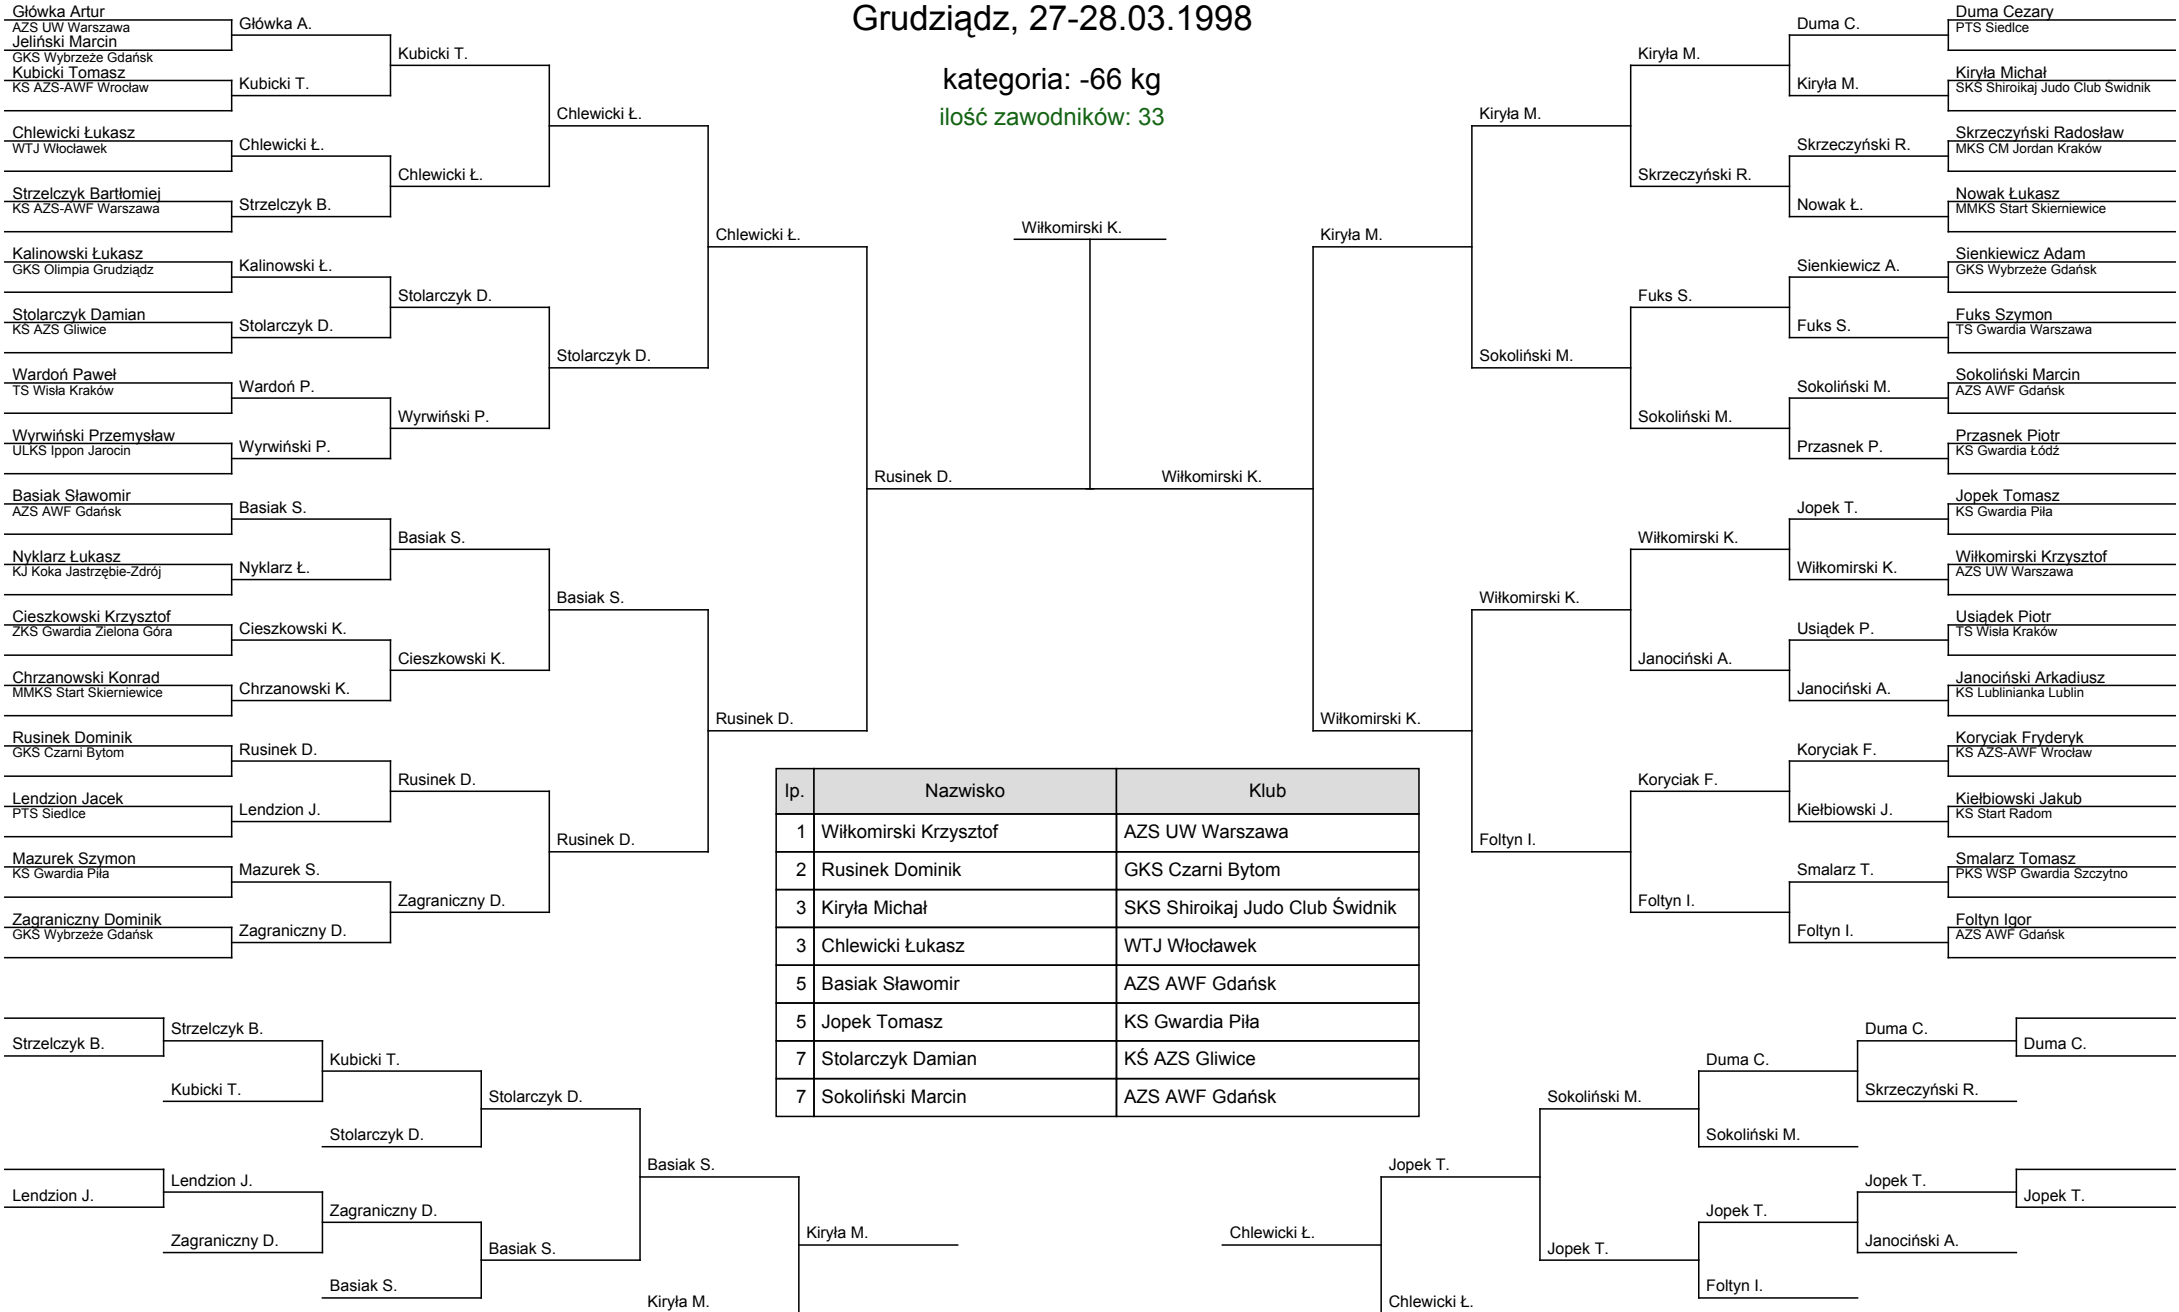 Grudziądz, 27-28.03.1998
kategoria: -66 kg
ilość zawodników: 33
Główka Artur
AZS UW Warszawa
Jeliński Marcin
GKS Wybrzeże Gdańsk
Kubicki Tomasz
KS AZS-AWF Wrocław
Chlewicki Łukasz
WTJ Włocławek
Strzelczyk Bartłomiej
KS AZS-AWF Warszawa
Kalinowski Łukasz
GKS Olimpia Grudziądz
Stolarczyk Damian
KŚ AZS Gliwice
Wardoń Paweł
TS Wisła Kraków
Wyrwiński Przemysław
ULKS Ippon Jarocin
Basiak Sławomir
AZS AWF Gdańsk
Nyklarz Łukasz
KJ Koka Jastrzębie-Zdrój
Cieszkowski Krzysztof
ZKS Gwardia Zielona Góra
Chrzanowski Konrad
MMKS Start Skierniewice
Rusinek Dominik
GKS Czarni Bytom
Lendzion Jacek
PTS Siedlce
Mazurek Szymon
KS Gwardia Piła
Zagraniczny Dominik
GKS Wybrzeże Gdańsk
Główka A.
Kubicki T.
Chlewicki Ł.
Strzelczyk B.
Kalinowski Ł.
Stolarczyk D.
Wardoń P.
Wyrwiński P.
Basiak S.
Nyklarz Ł.
Cieszkowski K.
Chrzanowski K.
Rusinek D.
Lendzion J.
Mazurek S.
Zagraniczny D.
Kubicki T.
Chlewicki Ł.
Stolarczyk D.
Wyrwiński P.
Basiak S.
Cieszkowski K.
Rusinek D.
Zagraniczny D.
Chlewicki Ł.
Stolarczyk D.
Basiak S.
Rusinek D.
Chlewicki Ł.
Rusinek D.
Rusinek D.
Wiłkomirski K.
Wiłkomirski K.
Kiryła M.
Wiłkomirski K.
Kiryła M.
Sokoliński M.
Wiłkomirski K.
Foltyn I.
Kiryła M.
Skrzeczyński R.
Fuks S.
Sokoliński M.
Wiłkomirski K.
Janociński A.
Koryciak F.
Foltyn I.
Duma C.
Kiryła M.
Skrzeczyński R.
Nowak Ł.
Sienkiewicz A.
Fuks S.
Sokoliński M.
Przasnek P.
Jopek T.
Wiłkomirski K.
Usiądek P.
Janociński A.
Koryciak F.
Kiełbiowski J.
Smalarz T.
Foltyn I.
Duma Cezary
PTS Siedlce
Kiryła Michał
SKS Shiroikaj Judo Club Świdnik
Skrzeczyński Radosław
MKS CM Jordan Kraków
Nowak Łukasz
MMKS Start Skierniewice
Sienkiewicz Adam
GKS Wybrzeże Gdańsk
Fuks Szymon
TS Gwardia Warszawa
Sokoliński Marcin
AZS AWF Gdańsk
Przasnek Piotr
KS Gwardia Łódź
Jopek Tomasz
KS Gwardia Piła
Wiłkomirski Krzysztof
AZS UW Warszawa
Usiądek Piotr
TS Wisła Kraków
Janociński Arkadiusz
KS Lublinianka Lublin
Koryciak Fryderyk
KS AZS-AWF Wrocław
Kiełbiowski Jakub
KS Start Radom
Smalarz Tomasz
PKS WSP Gwardia Szczytno
Foltyn Igor
AZS AWF Gdańsk
lp. Nazwisko Klub
1 Wiłkomirski Krzysztof AZS UW Warszawa
2 Rusinek Dominik GKS Czarni Bytom
3 Kiryła Michał SKS Shiroikaj Judo Club Świdnik
3 Chlewicki Łukasz WTJ Włocławek
5 Basiak Sławomir AZS AWF Gdańsk
5 Jopek Tomasz KS Gwardia Piła
7 Stolarczyk Damian KŚ AZS Gliwice
7 Sokoliński Marcin AZS AWF Gdańsk
Strzelczyk B.
Lendzion J.
Strzelczyk B.
Kubicki T.
Lendzion J.
Zagraniczny D.
Kubicki T.
Stolarczyk D.
Zagraniczny D.
Basiak S.
Stolarczyk D.
Basiak S.
Basiak S.
Kiryła M.
Kiryła M.
Chlewicki Ł.
Jopek T.
Chlewicki Ł.
Sokoliński M.
Jopek T.
Duma C.
Sokoliński M.
Jopek T.
Foltyn I.
Duma C.
Skrzeczyński R.
Jopek T.
Janociński A.
Duma C.
Jopek T.